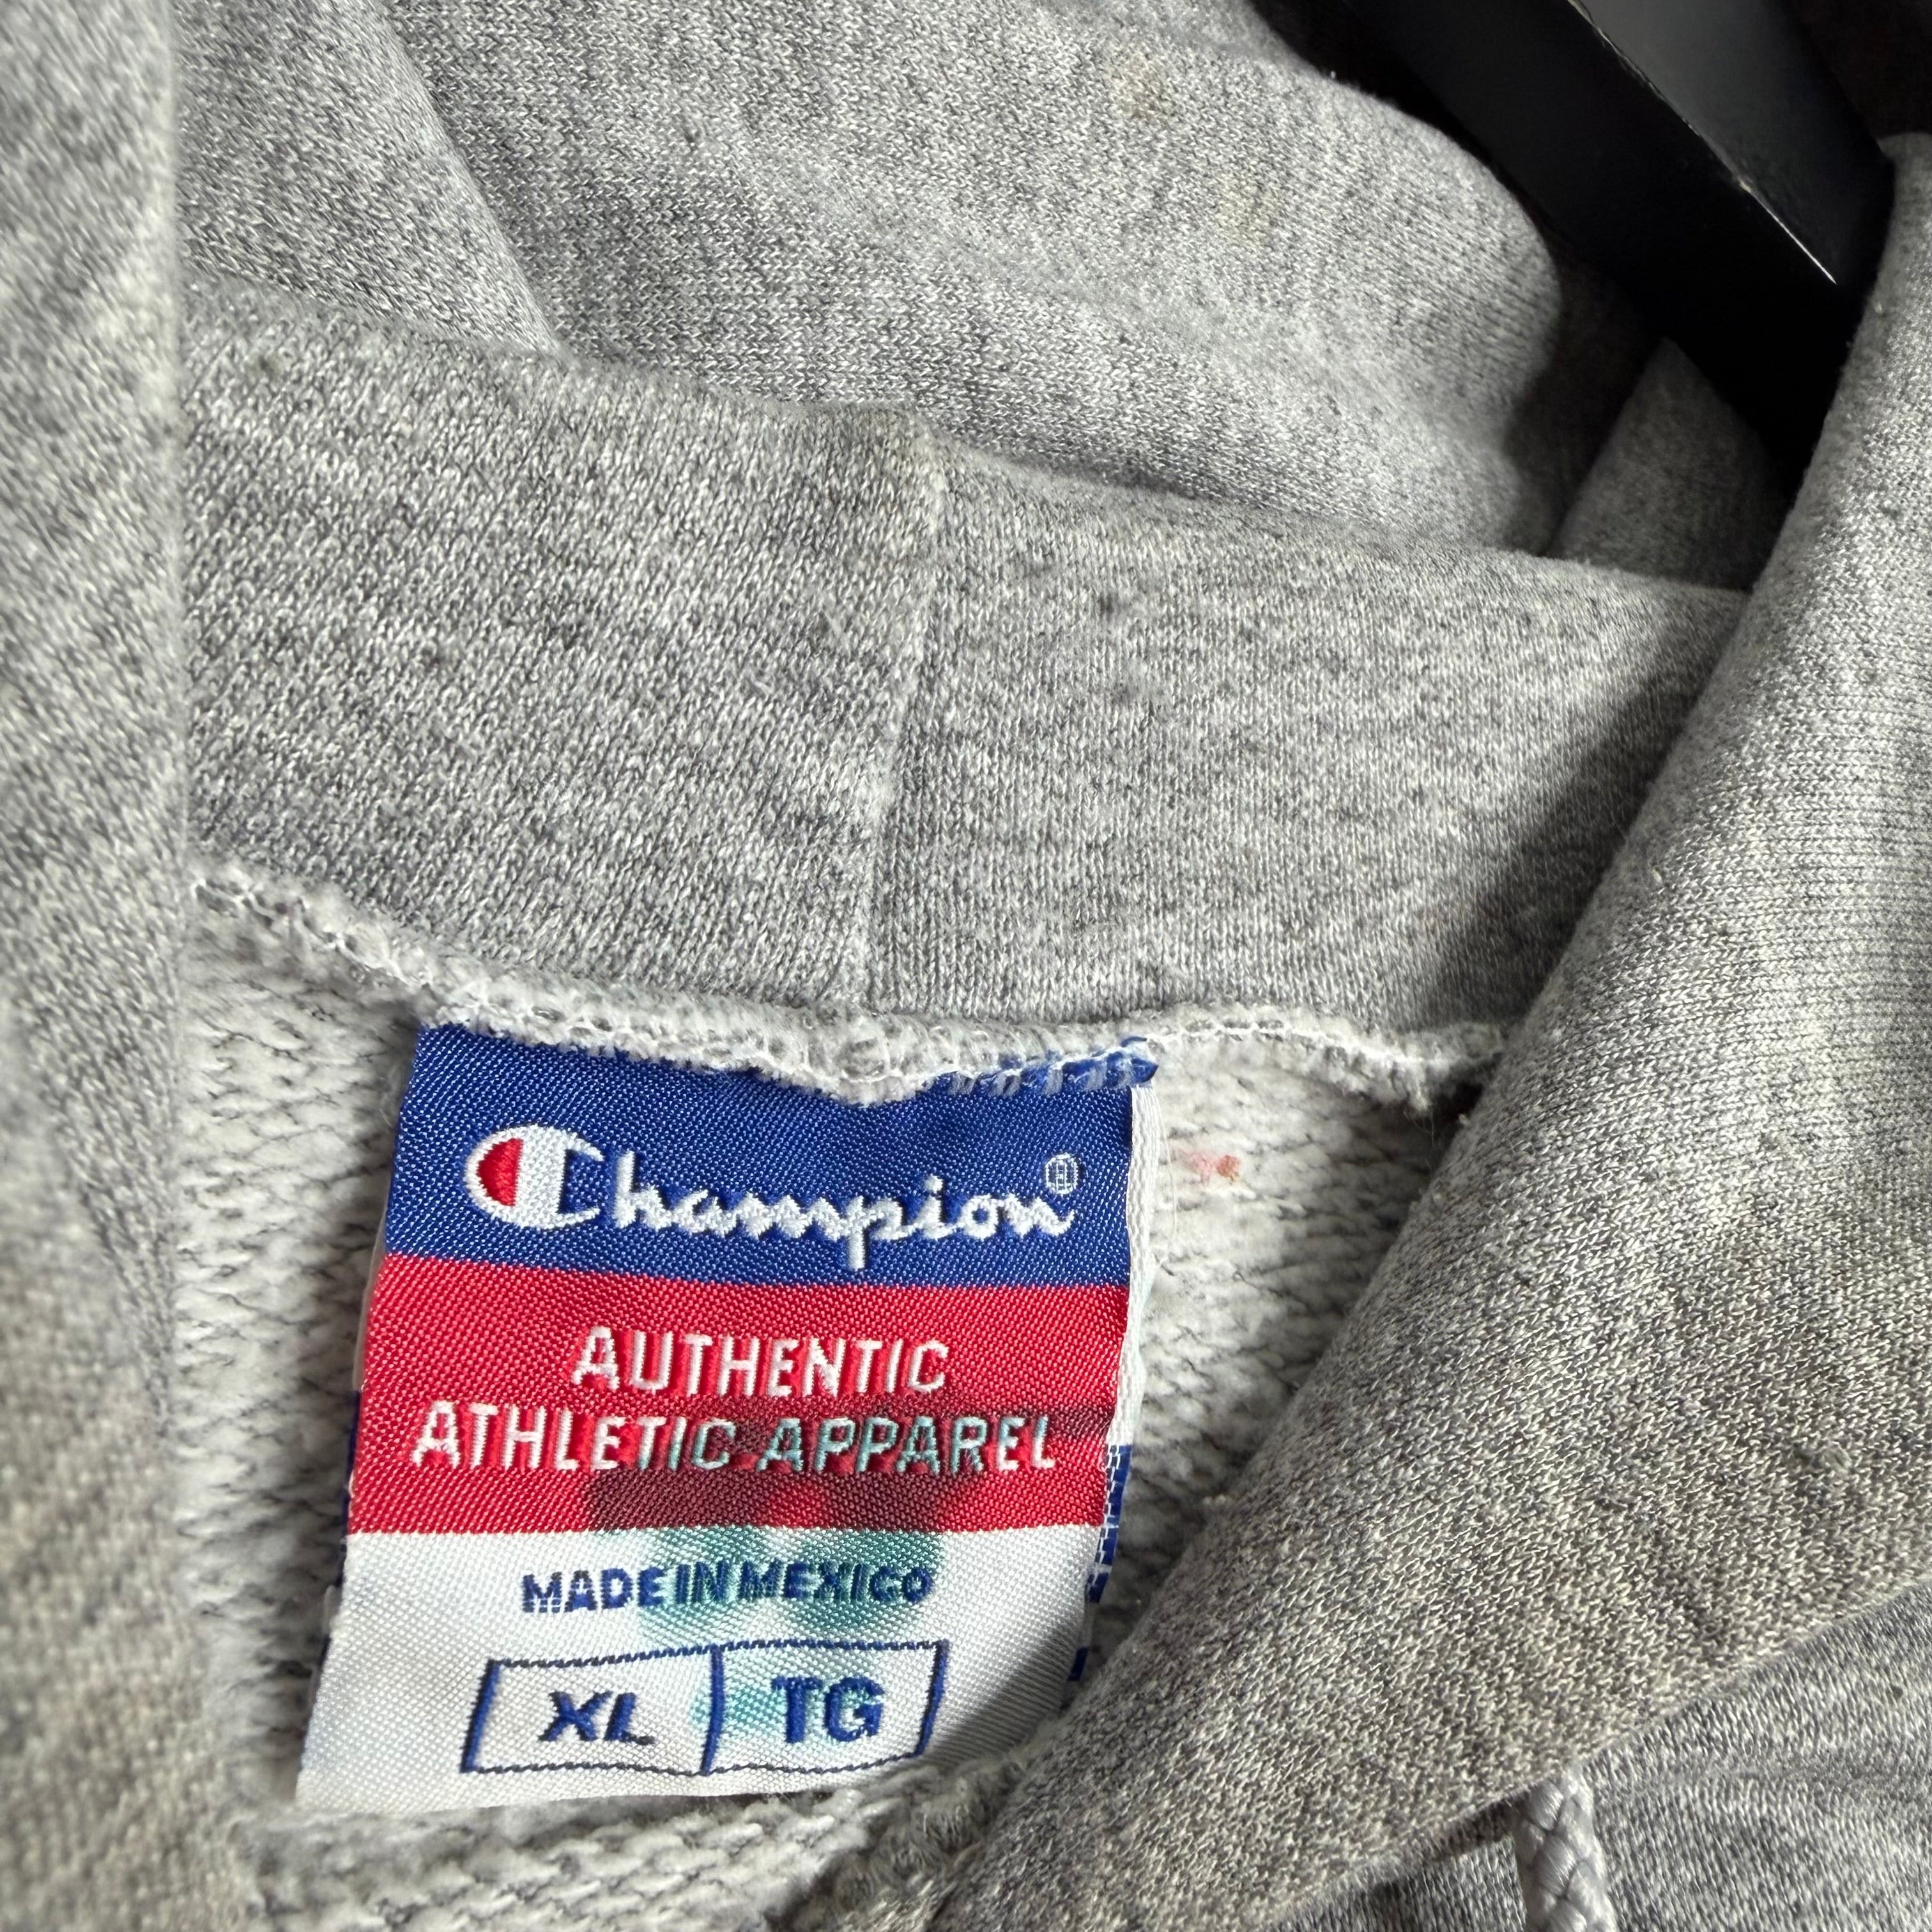 Champion®
AUTHENTIC
ATHLETIC APPAREL
MADE IN MEXICO
XL TG